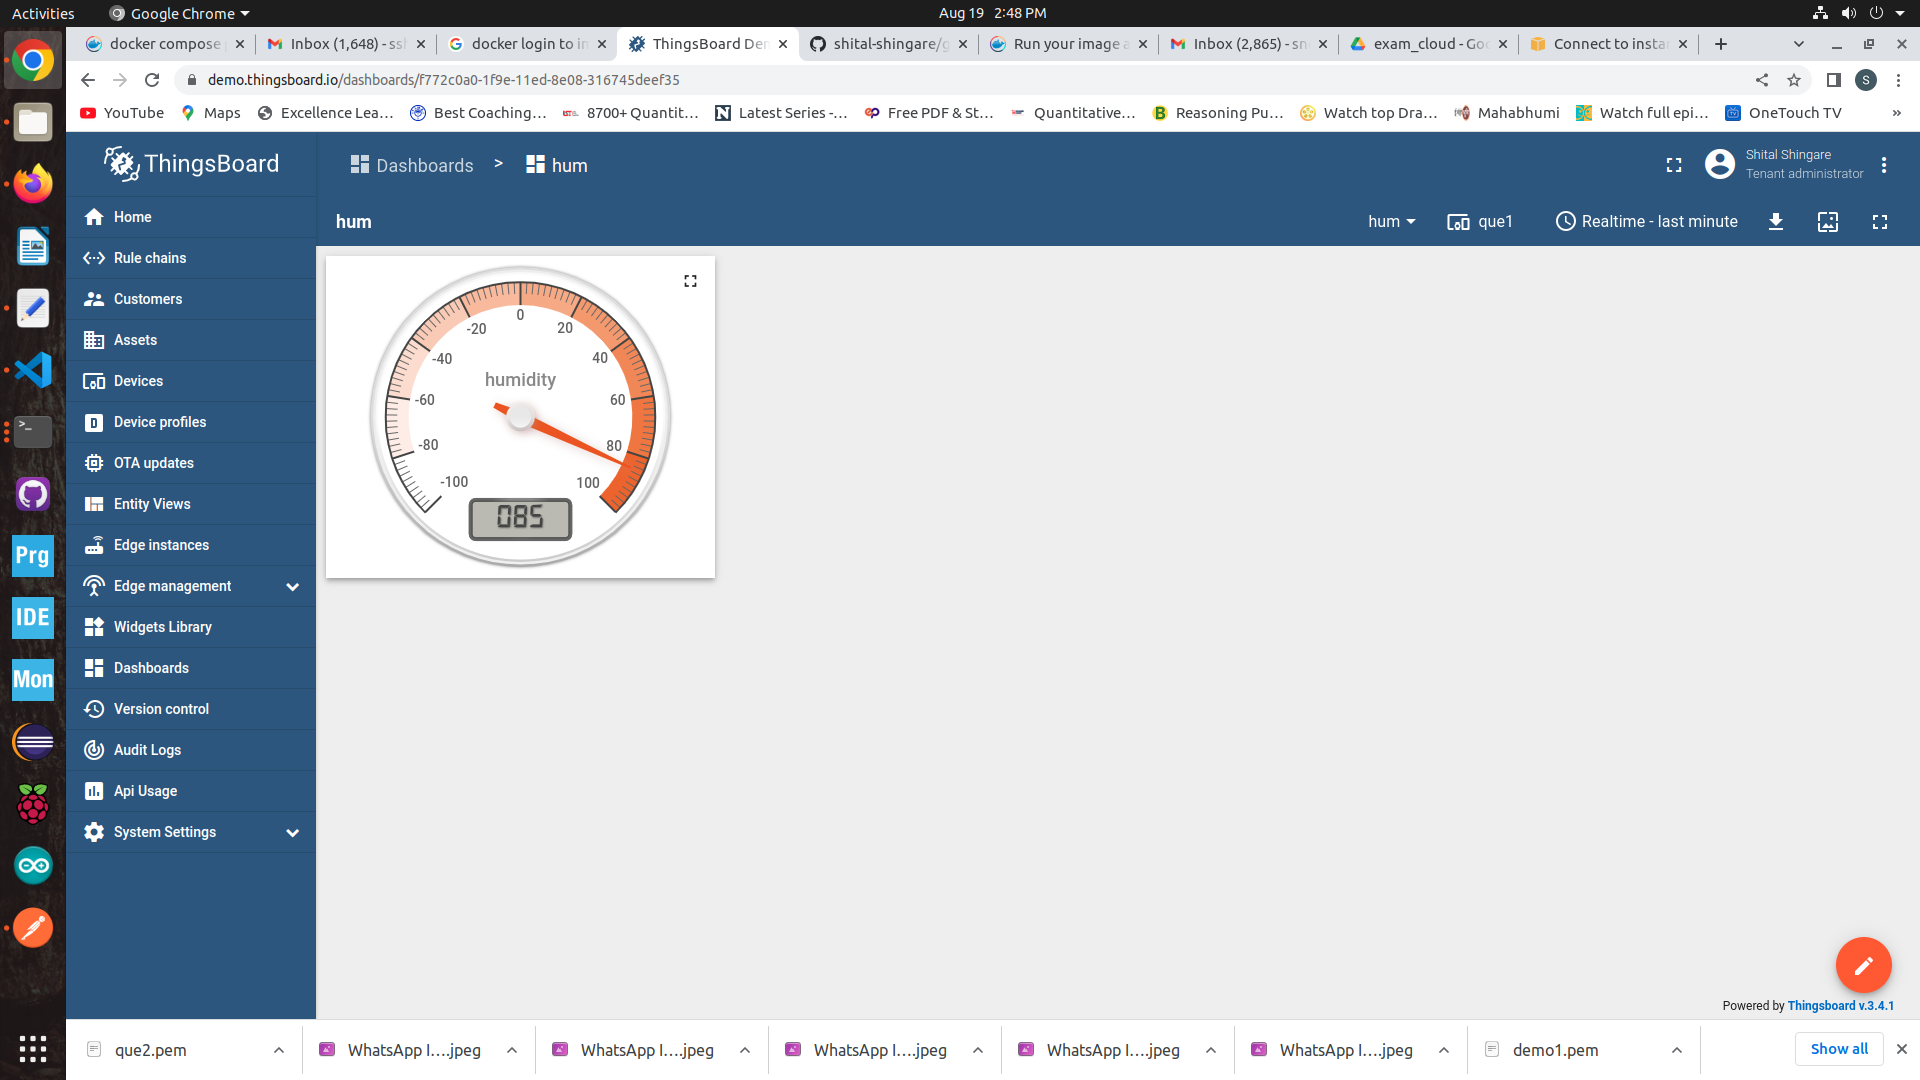 Activities
Google Chrome
Aug 19 2:48 PM
docker compose
Inbox (1,648) - ssl
docker login to in
ThingsBoard Der
shital-shingare/g
Run your image a
Inbox (2,865) - sn
exam_cloud - Goo
Connect to instan
demo.thingsboard.io/dashboards/f772c0a0-1f9e-11ed-8e08-316745deef35
S
YouTube
Maps
Excellence Lea...
Best Coaching...
8700+ Quantit...
Latest Series -...
Free PDF & St...
Quantitative...
Reasoning Pu...
Watch top Dra...
Mahabhumi
Watch full epi...
OneTouch TV
»
ThingsBoard
Dashboards > hum
Shital Shingare
Tenant administrator
hum
hum
que1
Realtime - last minute
Home
Rule chains
Customers
Assets
Devices
Device profiles
OTA updates
Entity Views
Edge instances
Edge management
Widgets Library
Dashboards
Version control
Audit Logs
Api Usage
System Settings
Prg
IDE
Mon
0
-20
20
-40
40
humidity
-60
60
-80
80
-100
100
085
Powered by Thingsboard v.3.4.1
que2.pem
WhatsApp I....jpeg
WhatsApp I....jpeg
WhatsApp I....jpeg
WhatsApp I....jpeg
WhatsApp I....jpeg
demo1.pem
Show all